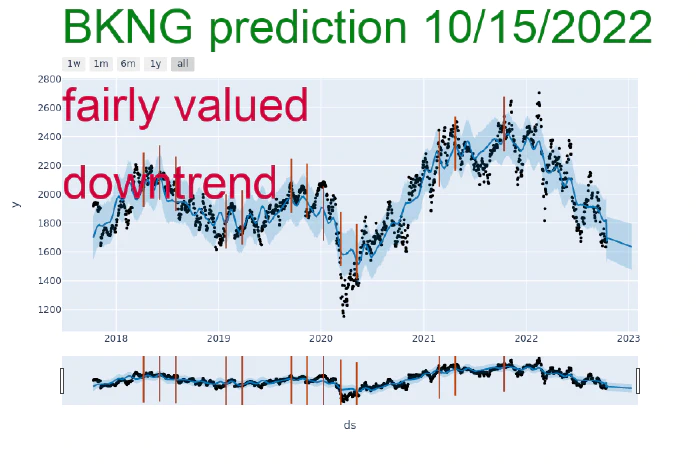 BKNG prediction 10/15/2022
1w 1m 6m 1y all
2800
fairly valued
2600
2400
2200
downtrend
2000
y
1800
1600
1400
1200
2018 2019 2020 2021 2022 2023
ds